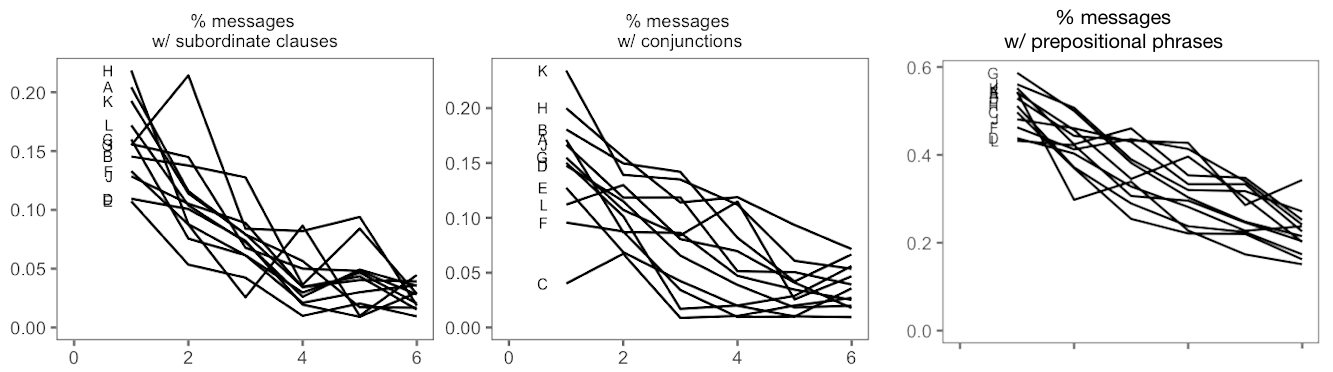 % messages
w/ subordinate clauses
0.20
0.15
0.10
0.05
0.00
H
A
K
L
B
F
J
D
0
2
4
6
% messages
w/ conjunctions
0.20
0.15
0.10
0.05
0.00
K
H
B
A
J
G
D
E
L
F
C
0
2
4
6
% messages
w/ prepositional phrases
0.6
0.4
0.2
0.0
G
C
J
F
D